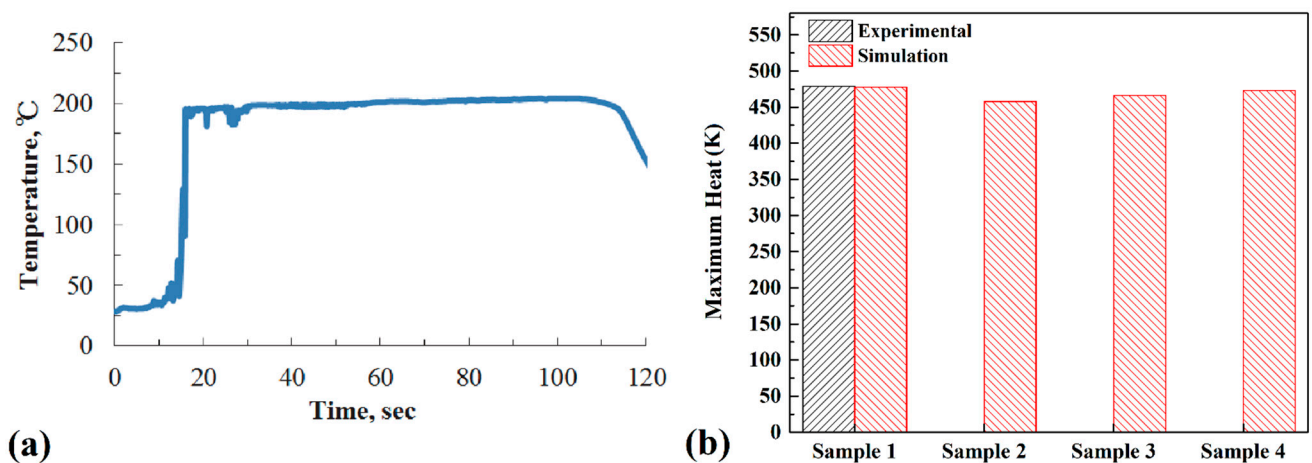 250
200
150
100
50
0
Temperature, ℃
0 20 40 60 80 100 120
Time, sec
(a)
Experimental
Simulation
550
500
450
400
350
300
250
200
150
100
50
0
Maximum Heat (K)
Sample 1 Sample 2 Sample 3 Sample 4
(b)